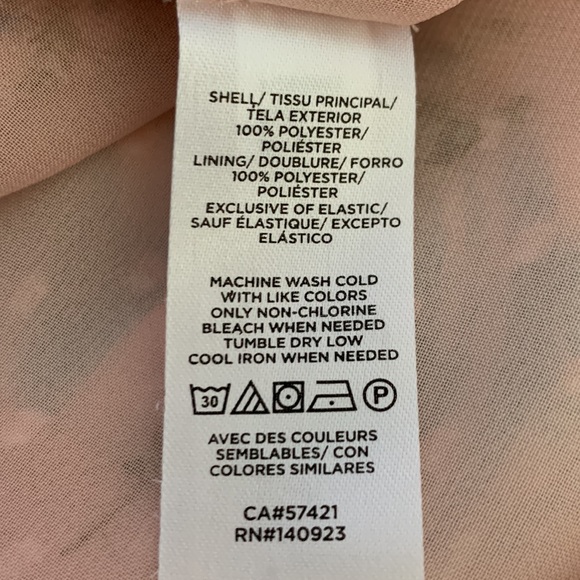 SHELL/ TISSU PRINCIPAL/
TELA EXTERIOR
100% POLYESTER/
POLIÉSTER
LINING/ DOUBLURE/ FORRO
100% POLYESTER/
POLIÉSTER
EXCLUSIVE OF ELASTIC/
SAUF ÉLASTIQUE/ EXCEPTO
ELÁSTICO
MACHINE WASH COLD
WITH LIKE COLORS
ONLY NON-CHLORINE
BLEACH WHEN NEEDED
TUMBLE DRY LOW
COOL IRON WHEN NEEDED
30 P
AVEC DES COULEURS
SEMBLABLES/ CON
COLORES SIMILARES
CA#57421
RN#140923